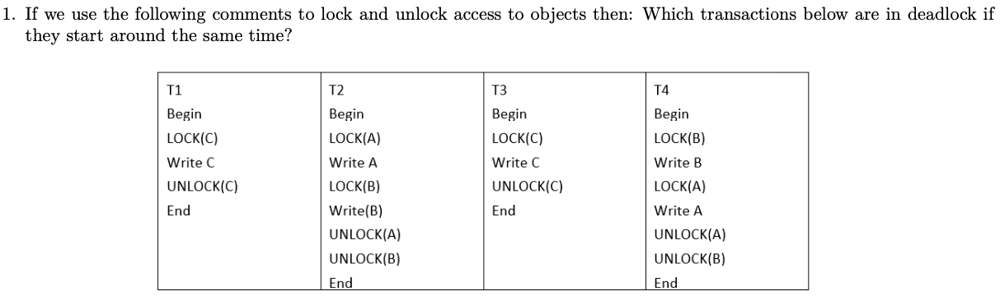 1. If we use the following comments to lock and unlock access to objects then: Which transactions below are in deadlock if
they start around the same time?
T1
Begin
LOCK(C)
Write C
UNLOCK(C)
End
T2
Begin
LOCK(A)
Write A
LOCK(B)
Write(B)
UNLOCK(A)
UNLOCK(B)
End
T3
Begin
LOCK(C)
Write C
UNLOCK(C)
End
T4
Begin
LOCK(B)
Write B
LOCK(A)
Write A
UNLOCK(A)
UNLOCK(B)
End